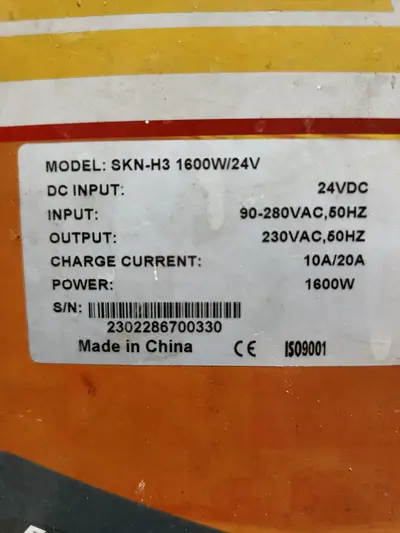 MODEL: SKN-H3 1600W/24V
DC INPUT: 24VDC
INPUT: 90-280VAC,50HZ
OUTPUT: 230VAC,50HZ
CHARGE CURRENT: 10A/20A
POWER: 1600W
S/N:
2302286700330
Made in China CE ISO9001